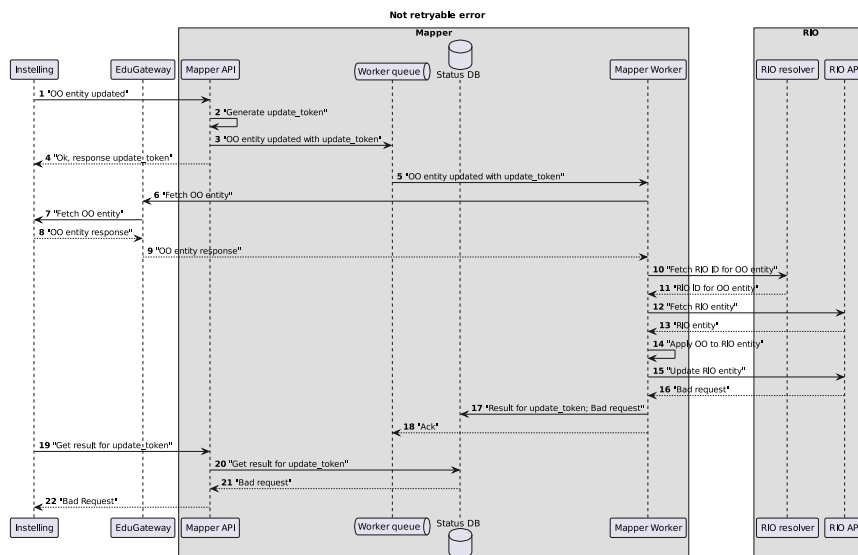 Not retryable error
Mapper
RIO
Instelling
EduGateway
Mapper API
Worker queue
Status DB
Mapper Worker
RIO resolver
RIO API
1 "OO entity updated"
2 "Generate update_token"
3 "OO entity updated with update_token"
4 "Ok, response update_token"
5 "OO entity updated with update_token"
6 "Fetch OO entity"
7 "Fetch OO entity"
8 "OO entity response"
9 "OO entity response"
10 "Fetch RIO ID for OO entity"
11 "RIO ID for OO entity"
12 "Fetch RIO entity"
13 "RIO entity"
14 "Apply OO to RIO entity"
15 "Update RIO entity"
16 "Bad request"
17 "Result for update_token; Bad request"
18 "Ack"
19 "Get result for update_token"
20 "Get result for update_token"
21 "Bad request"
22 "Bad Request"
Instelling
EduGateway
Mapper API
Worker queue
Status DB
Mapper Worker
RIO resolver
RIO API